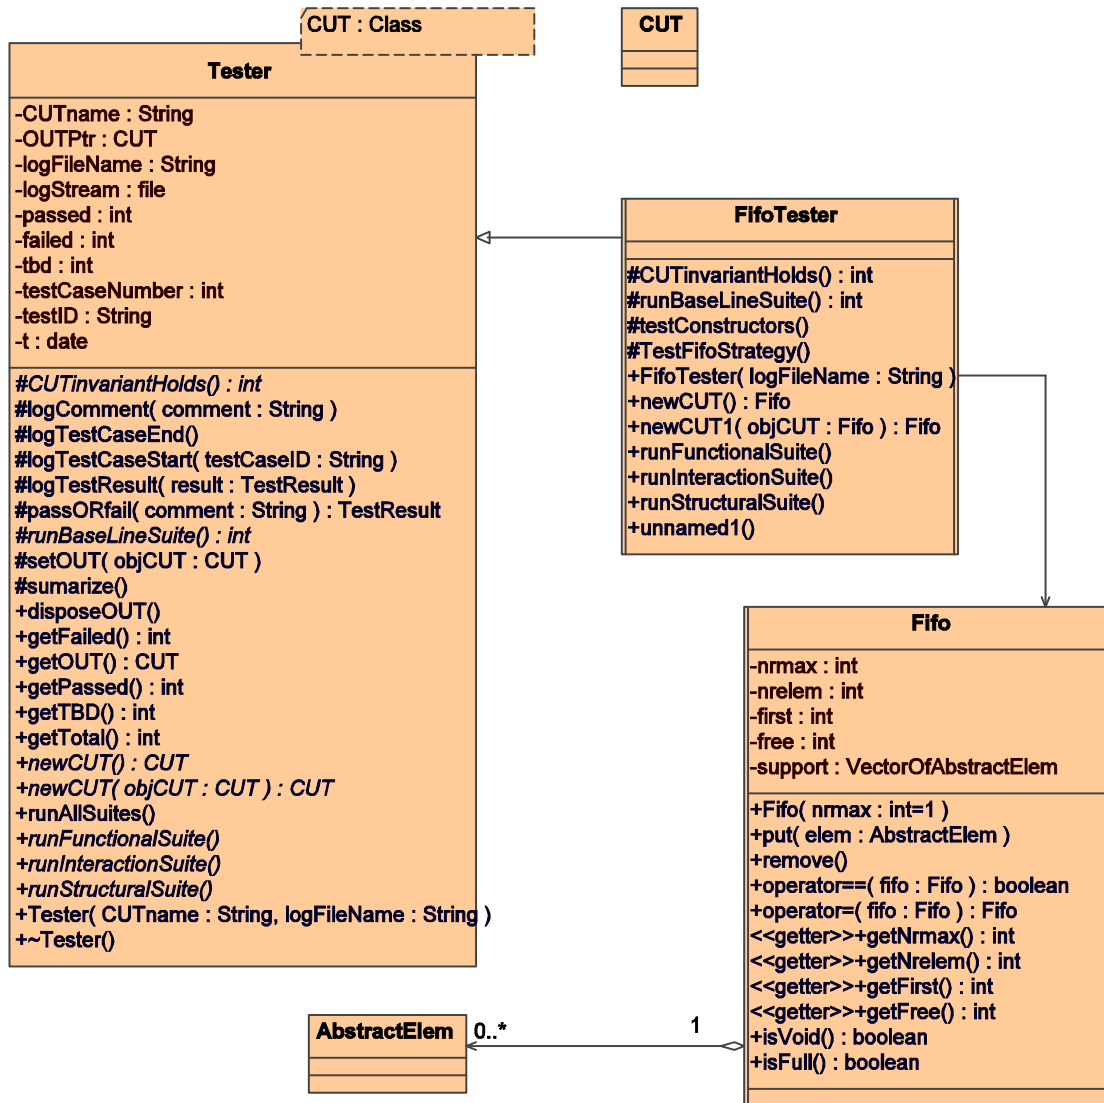 CUT : Class
Tester
-CUTname : String
-OUTPtr : CUT
-logFileName : String
-logStream : file
-passed : int
-failed : int
-tbd : int
-testCaseNumber : int
-testID : String
-t : date
#CUTinvariantHolds() : int
#logComment( comment : String )
#logTestCaseEnd()
#logTestCaseStart( testCaseID : String )
#logTestResult( result : TestResult )
#passORfail( comment : String ) : TestResult
#runBaseLineSuite() : int
#setOUT( objCUT : CUT )
#sumarize()
+disposeOUT()
+getFailed() : int
+getOUT() : CUT
+getPassed() : int
+getTBD() : int
+getTotal() : int
+newCUT() : CUT
+newCUT( objCUT : CUT ) : CUT
+runAllSuites()
+runFunctionalSuite()
+runInteractionSuite()
+runStructuralSuite()
+Tester( CUTname : String, logFileName : String )
+~Tester()
CUT
FifoTester
#CUTinvariantHolds() : int
#runBaseLineSuite() : int
#testConstructors()
#TestFifoStrategy()
+FifoTester( logFileName : String )
+newCUT() : Fifo
+newCUT1( objCUT : Fifo ) : Fifo
+runFunctionalSuite()
+runInteractionSuite()
+runStructuralSuite()
+unnamed1()
Fifo
-nrmax : int
-nrelem : int
-first : int
-free : int
-support : VectorOfAbstractElem
+Fifo( nrmax : int=1 )
+put( elem : AbstractElem )
+remove()
+operator==( fifo : Fifo ) : boolean
+operator=( fifo : Fifo ) : Fifo
<<getter>>+getNrmax() : int
<<getter>>+getNrelem() : int
<<getter>>+getFirst() : int
<<getter>>+getFree() : int
+isVoid() : boolean
+isFull() : boolean
AbstractElem
0..*
1